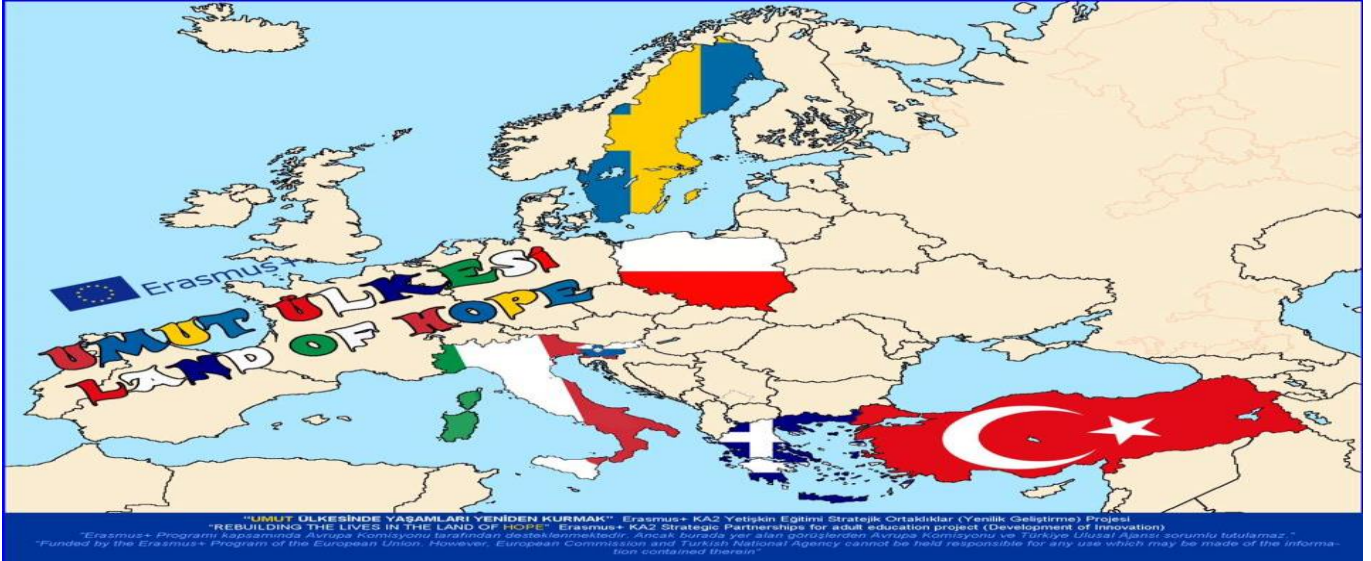 Erasmus+
UMUT ÜLKESİ
LAND OF HOPE
"UMUT ÜLKESİNDE YAŞAMLARI YENİDEN KURMAK" Erasmus+ KA2 Yetişkin Eğitimi Stratejik Ortaklıklar (Yenilik Geliştirme) Projesi
"REBUILDING THE LIVES IN THE LAND OF HOPE" Erasmus+ KA2 Strategic Partnerships for adult education project (Development of Innovation)
"Erasmus+ Programı kapsamında Avrupa Komisyonu tarafından desteklenmektedir. Ancak burada yer alan görüşlerden Avrupa Komisyonu ve Türkiye Ulusal Ajansı sorumlu tutulamaz."
"Funded by the Erasmus+ Program of the European Union. However, European Commission and Turkish National Agency cannot be held responsible for any use which may be made of the informa-
tion contained therein"